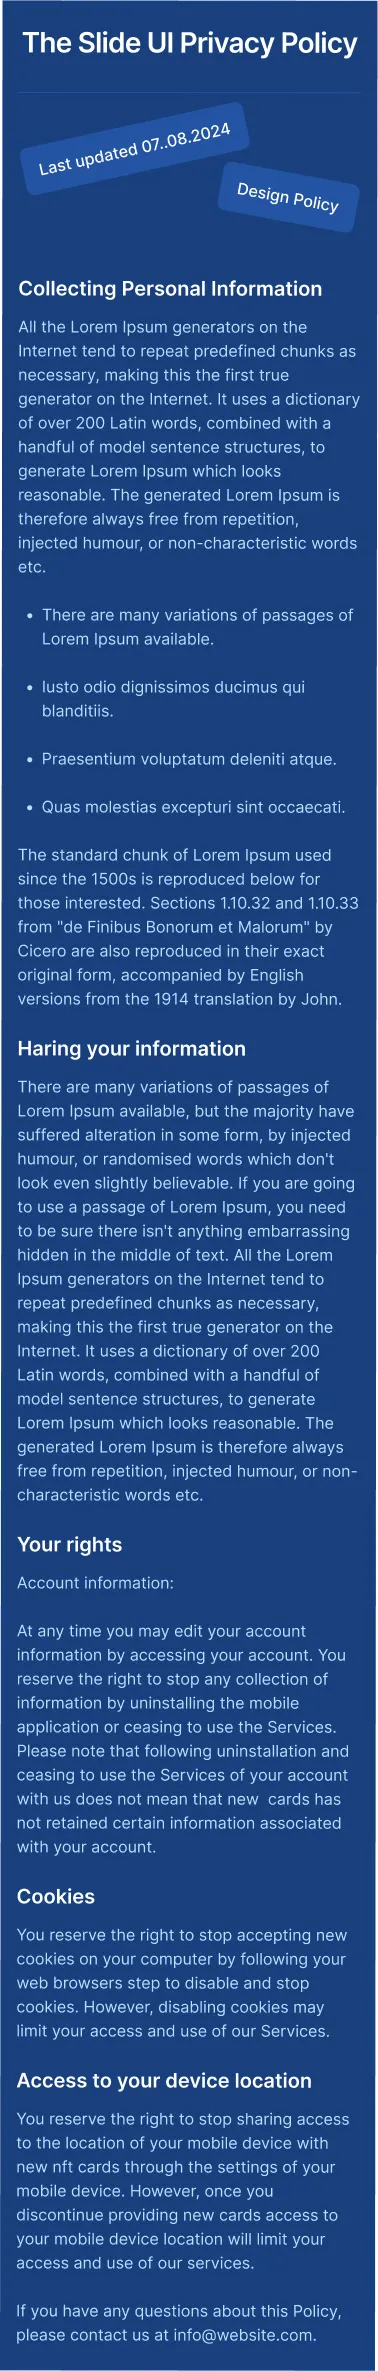 The Slide UI Privacy Policy
Last updated 07..08.2024
Design Policy
Collecting Personal Information
All the Lorem Ipsum generators on the
Internet tend to repeat predefined chunks as
necessary, making this the first true
generator on the Internet. It uses a dictionary
of over 200 Latin words, combined with a
handful of model sentence structures, to
generate Lorem Ipsum which looks
reasonable. The generated Lorem Ipsum is
therefore always free from repetition,
injected humour, or non-characteristic words
etc.
• There are many variations of passages of
Lorem Ipsum available.
• Iusto odio dignissimos ducimus qui
blanditiis.
• Praesentium voluptatum deleniti atque.
• Quas molestias excepturi sint occaecati.
The standard chunk of Lorem Ipsum used
since the 1500s is reproduced below for
those interested. Sections 1.10.32 and 1.10.33
from "de Finibus Bonorum et Malorum" by
Cicero are also reproduced in their exact
original form, accompanied by English
versions from the 1914 translation by John.
Haring your information
There are many variations of passages of
Lorem Ipsum available, but the majority have
suffered alteration in some form, by injected
humour, or randomised words which don't
look even slightly believable. If you are going
to use a passage of Lorem Ipsum, you need
to be sure there isn't anything embarrassing
hidden in the middle of text. All the Lorem
Ipsum generators on the Internet tend to
repeat predefined chunks as necessary,
making this the first true generator on the
Internet. It uses a dictionary of over 200
Latin words, combined with a handful of
model sentence structures, to generate
Lorem Ipsum which looks reasonable. The
generated Lorem Ipsum is therefore always
free from repetition, injected humour, or non-
characteristic words etc.
Your rights
Account information:
At any time you may edit your account
information by accessing your account. You
reserve the right to stop any collection of
information by uninstalling the mobile
application or ceasing to use the Services.
Please note that following uninstallation and
ceasing to use the Services of your account
with us does not mean that new  cards has
not retained certain information associated
with your account.
Cookies
You reserve the right to stop accepting new
cookies on your computer by following your
web browsers step to disable and stop
cookies. However, disabling cookies may
limit your access and use of our Services.
Access to your device location
You reserve the right to stop sharing access
to the location of your mobile device with
new nft cards through the settings of your
mobile device. However, once you
discontinue providing new cards access to
your mobile device location will limit your
access and use of our services.
If you have any questions about this Policy,
please contact us at info@website.com.